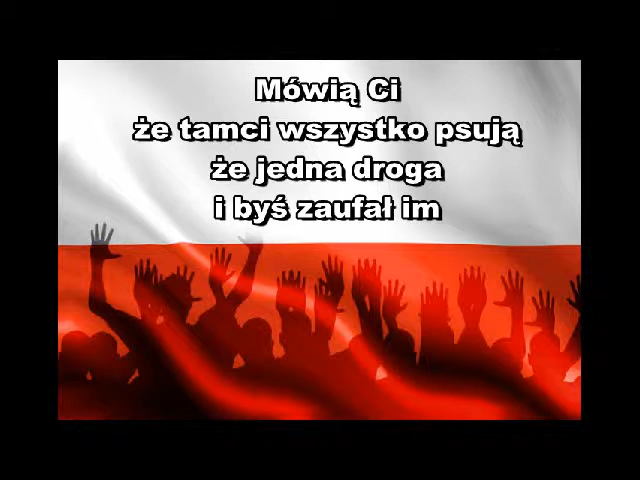 Mówią Ci
że tamci wszystko psują
że jedna droga
i byś zaufał im